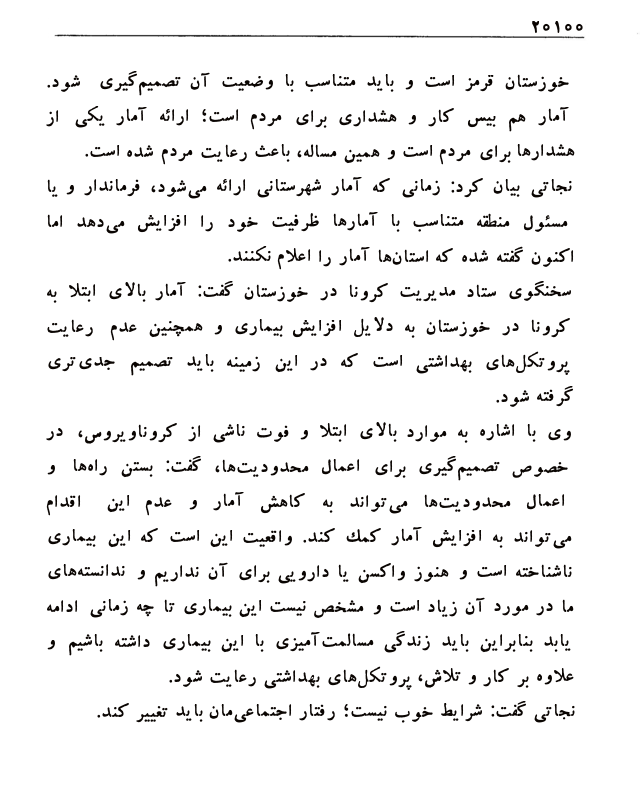 ۲۰۱۰۰
خوزستان قرمز است و باید متناسب با وضعیت آن تصمیم‌گیری شود.
آمار هم بیس کار و هشداری برای مردم است؛ ارائه آمار یکی از
هشدارها برای مردم است و همین مساله، باعث رعایت مردم شده است.
نجاتی بیان کرد: زمانی که آمار شهرستانی ارائه می‌شود، فرماندار و یا
مسئول منطقه متناسب با آمارها ظرفیت خود را افزایش می‌دهد اما
اکنون گفته شده که استان‌ها آمار را اعلام نکنند.
سخنگوی ستاد مدیریت کرونا در خوزستان گفت: آمار بالای ابتلا به
کرونا در خوزستان به دلایل افزایش بیماری و همچنین عدم رعایت
پروتکل‌های بهداشتی است که در این زمینه باید تصمیم جدی‌تری
گرفته شود.
وی با اشاره به موارد بالای ابتلا و فوت ناشی از کروناویروس، در
خصوص تصمیم‌گیری برای اعمال محدودیت‌ها، گفت: بستن راه‌ها و
اعمال محدودیت‌ها می‌تواند به کاهش آمار و عدم این اقدام
می‌تواند به افزایش آمار کمك کند. واقعیت این است که این بیماری
ناشناخته است و هنوز واکسن یا دارویی برای آن نداریم و ندانسته‌های
ما در مورد آن زیاد است و مشخص نیست این بیماری تا چه زمانی ادامه
یابد بنابراین باید زندگی مسالمت‌آمیزی با این بیماری داشته باشیم و
علاوه بر کار و تلاش، پروتکل‌های بهداشتی رعایت شود.
نجاتی گفت: شرایط خوب نیست؛ رفتار اجتماعی‌مان باید تغییر کند.